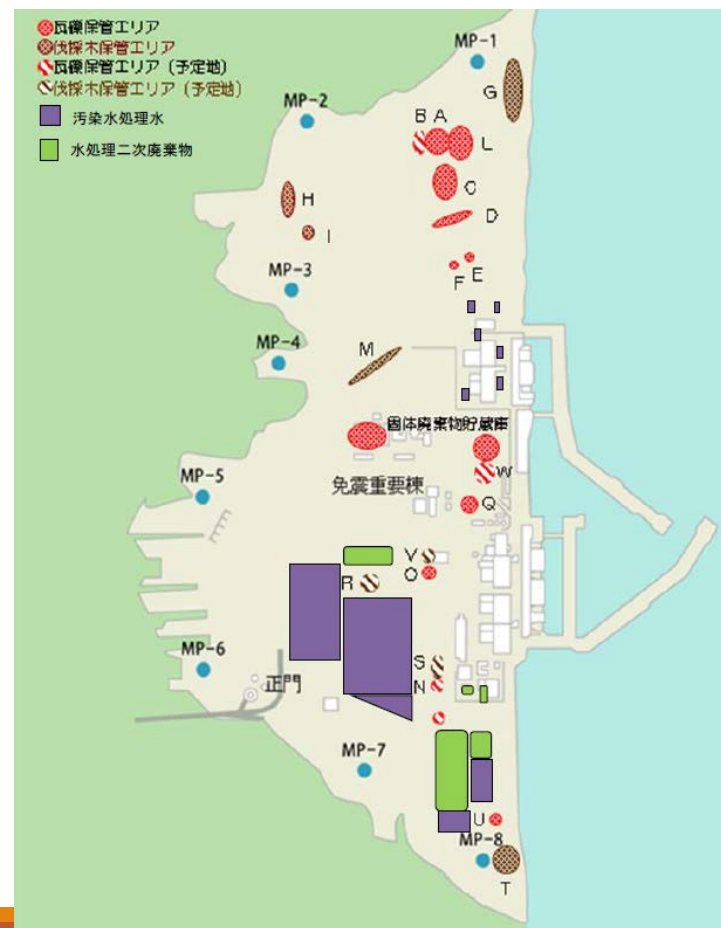 瓦礫保管エリア
伐採木保管エリア
瓦礫保管エリア（予定地）
伐採木保管エリア（予定地）
汚染水処理水
水処理二次廃棄物
MP-1
G
MP-2
B A
L
C
H
D
I
E
F
MP-3
MP-4
M
固体廃棄物貯蔵庫
W
免震重要棟
MP-5
Q
V
O
R
S
MP-6
N
正門
MP-7
U
MP-8
T